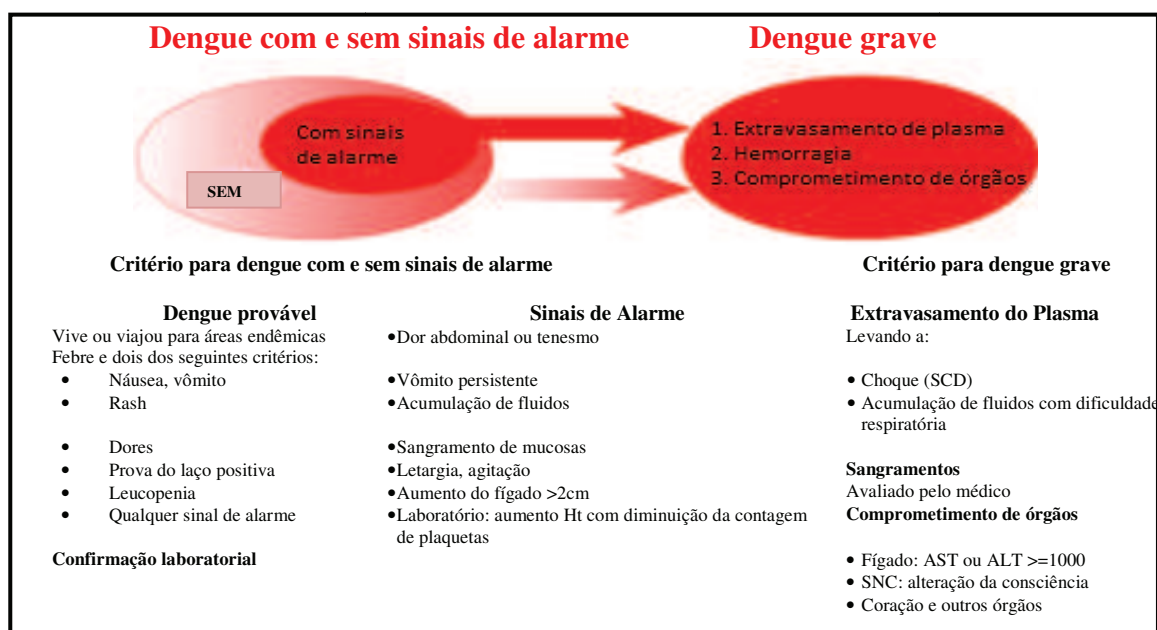 Dengue com e sem sinais de alarme
Dengue grave
Com sinais
de alarme
SEM
1. Extravasamento de plasma
2. Hemorragia
3. Comprometimento de órgãos
Critério para dengue com e sem sinais de alarme
Critério para dengue grave
Dengue provável
Vive ou viajou para áreas endêmicas
Febre e dois dos seguintes critérios:
• Náusea, vômito
• Rash
• Dores
• Prova do laço positiva
• Leucopenia
• Qualquer sinal de alarme
Confirmação laboratorial
Sinais de Alarme
•Dor abdominal ou tenesmo
•Vômito persistente
•Acumulação de fluidos
•Sangramento de mucosas
•Letargia, agitação
•Aumento do fígado >2cm
•Laboratório: aumento Ht com diminuição da contagem
de plaquetas
Extravasamento do Plasma
Levando a:
• Choque (SCD)
• Acumulação de fluidos com dificuldade
respiratória
Sangramentos
Avaliado pelo médico
Comprometimento de órgãos
• Fígado: AST ou ALT >=1000
• SNC: alteração da consciência
• Coração e outros órgãos